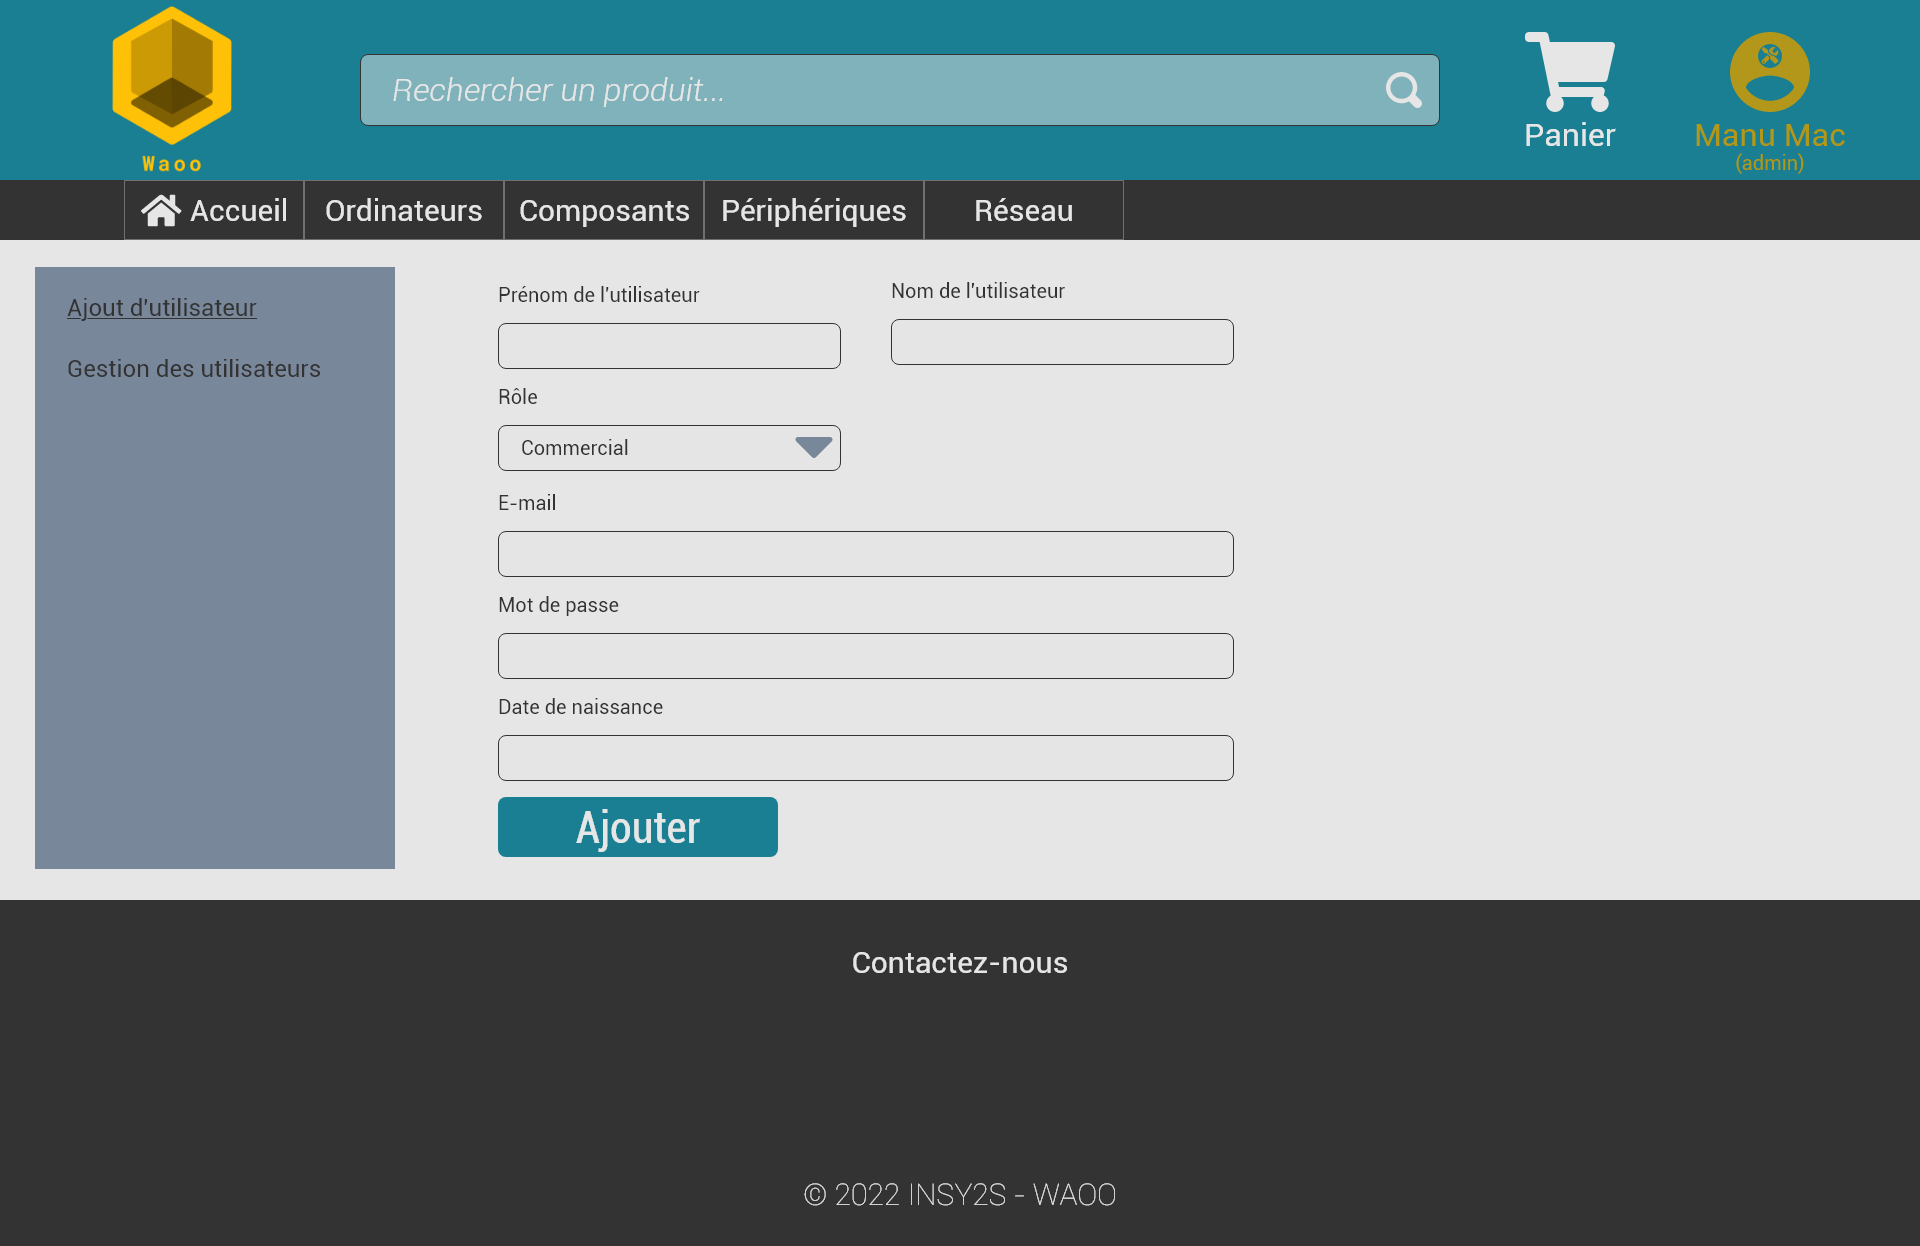 Waoo
Rechercher un produit...
Panier
Manu Mac
(admin)
Accueil
Ordinateurs
Composants
Périphériques
Réseau
Ajout d'utilisateur
Gestion des utilisateurs
Prénom de l'utilisateur
Nom de l'utilisateur
Rôle
Commercial
E-mail
Mot de passe
Date de naissance
Ajouter
Contactez-nous
© 2022 INSY2S - WAOO